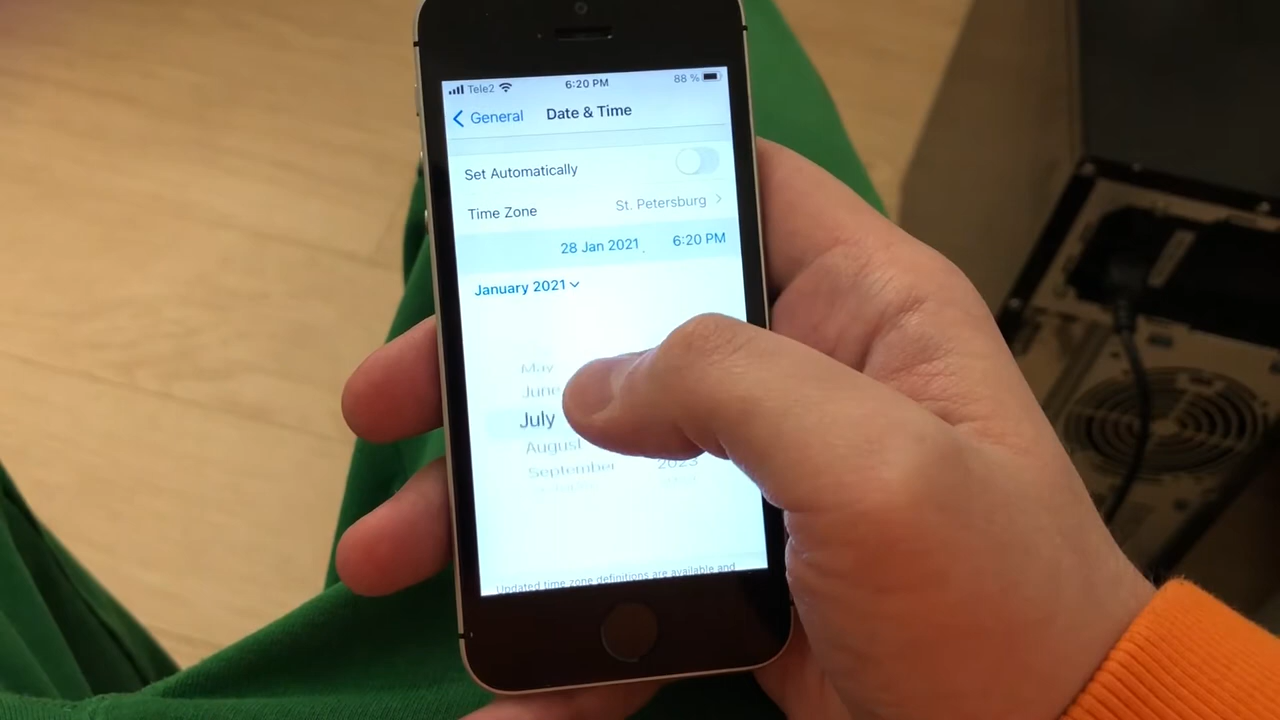 Tele2 6:20 PM 88 %
General Date & Time
Set Automatically
Time Zone St. Petersburg
28 Jan 2021 6:20 PM
January 2021
May
June
July
August
September 2023
Updated time zone definitions are available and